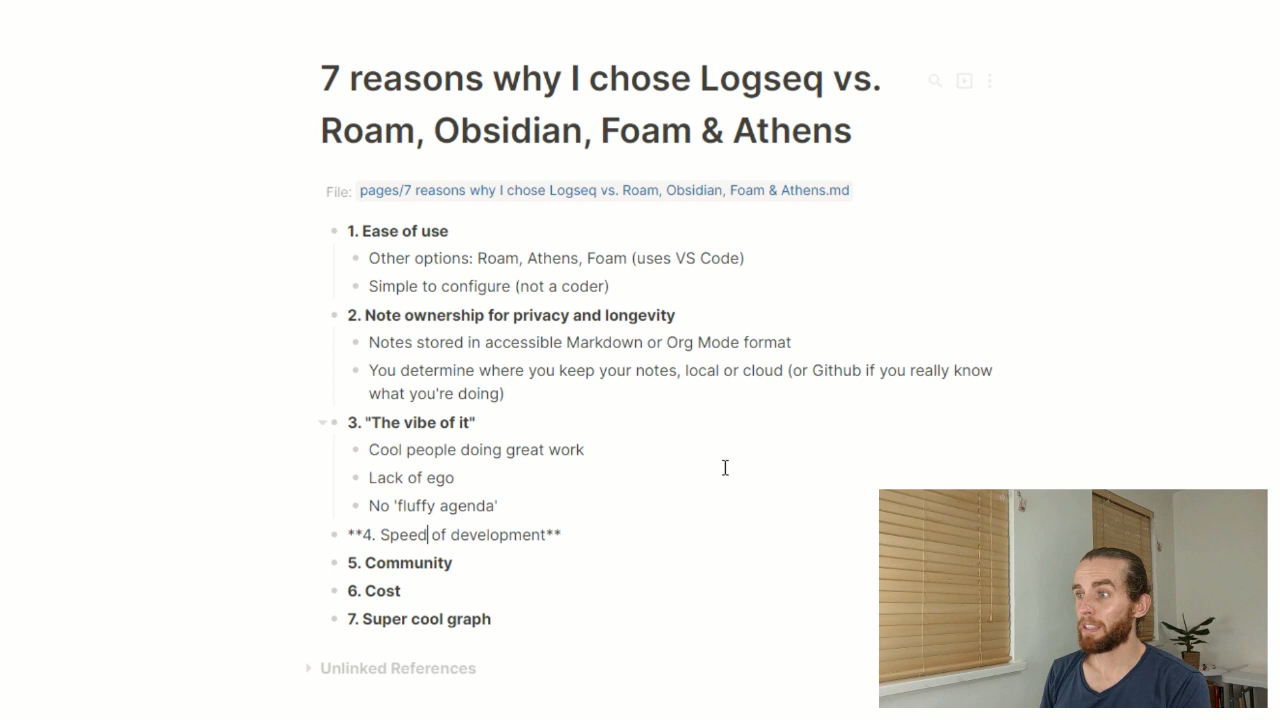 7 reasons why I chose Logseq vs.
Roam, Obsidian, Foam & Athens
File: pages/7 reasons why I chose Logseq vs. Roam, Obsidian, Foam & Athens.md
1. Ease of use
Other options: Roam, Athens, Foam (uses VS Code)
Simple to configure (not a coder)
2. Note ownership for privacy and longevity
Notes stored in accessible Markdown or Org Mode format
You determine where you keep your notes, local or cloud (or Github if you really know
what you're doing)
3. "The vibe of it"
Cool people doing great work
Lack of ego
No 'fluffy agenda'
**4. Speed of development**
5. Community
6. Cost
7. Super cool graph
Unlinked References